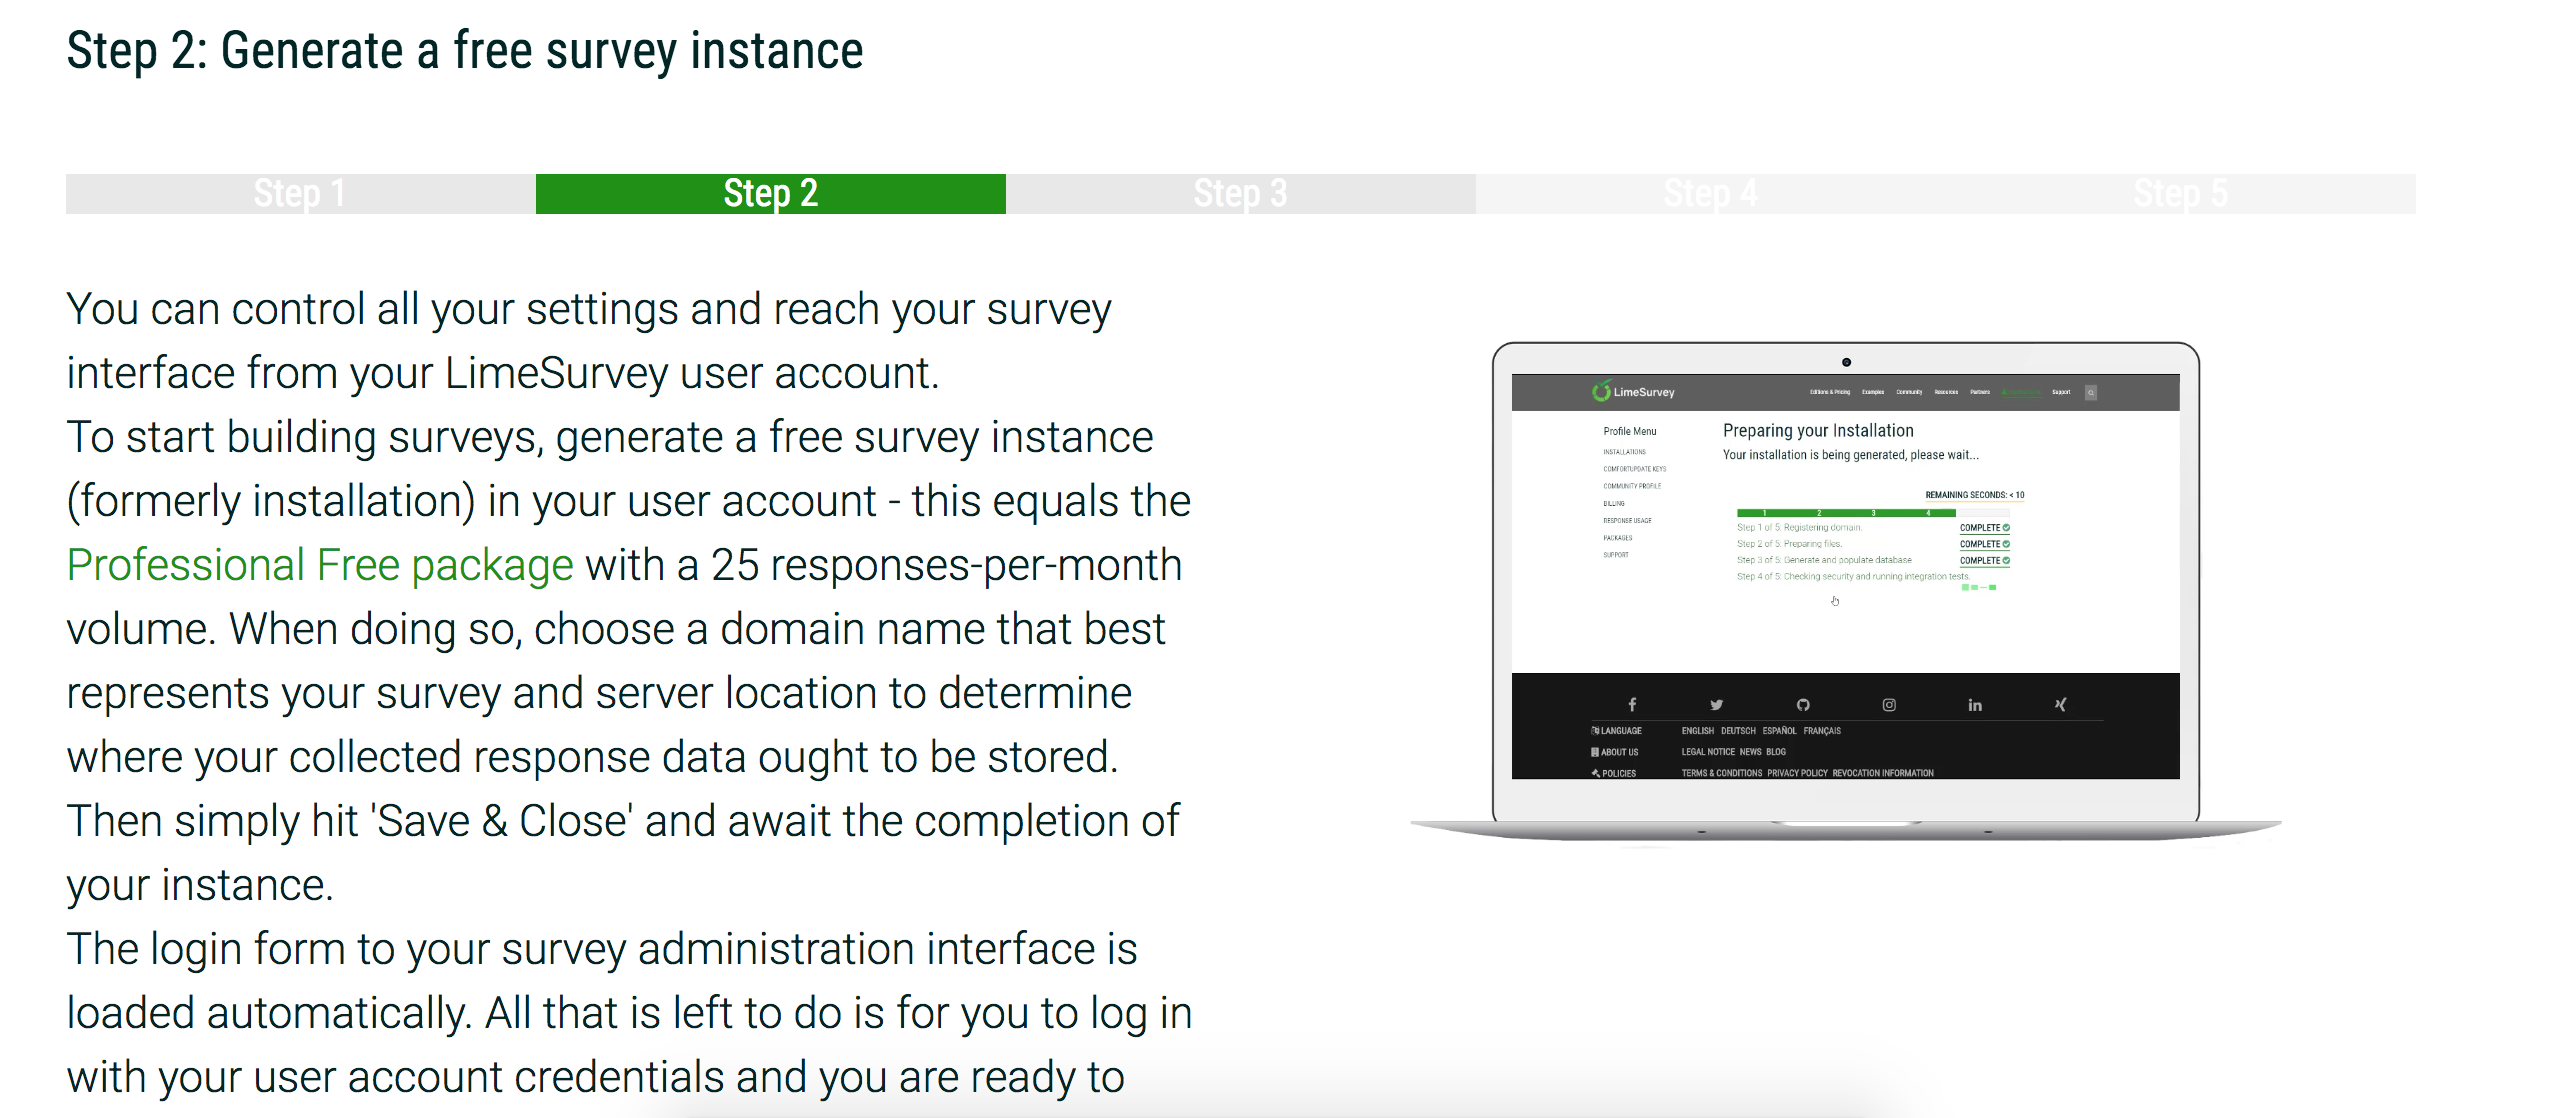 Step 2: Generate a free survey instance
Step 1
Step 2
Step 3
Step 4
Step 5
You can control all your settings and reach your survey
interface from your LimeSurvey user account.
To start building surveys, generate a free survey instance
(formerly installation) in your user account - this equals the
Professional Free package with a 25 responses-per-month
volume. When doing so, choose a domain name that best
represents your survey and server location to determine
where your collected response data ought to be stored.
Then simply hit 'Save & Close' and await the completion of
your instance.
The login form to your survey administration interface is
loaded automatically. All that is left to do is for you to log in
with your user account credentials and you are ready to
LimeSurvey
Editions & Pricing Examples Community Resources Partners Support
Profile Menu
INSTALLATIONS
COMFORTUPDATE KEYS
COMMUNITY PROFILE
BILLING
RESPONSE USAGE
PACKAGES
SUPPORT
Preparing your Installation
Your installation is being generated, please wait...
REMAINING SECONDS: < 10
1 2 3 4
Step 1 of 5: Registering domain. COMPLETE
Step 2 of 5: Preparing files. COMPLETE
Step 3 of 5: Generate and populate database COMPLETE
Step 4 of 5: Checking security and running integration tests.
LANGUAGE ENGLISH DEUTSCH ESPAÑOL FRANÇAIS
ABOUT US LEGAL NOTICE NEWS BLOG
POLICIES TERMS & CONDITIONS PRIVACY POLICY REVOCATION INFORMATION